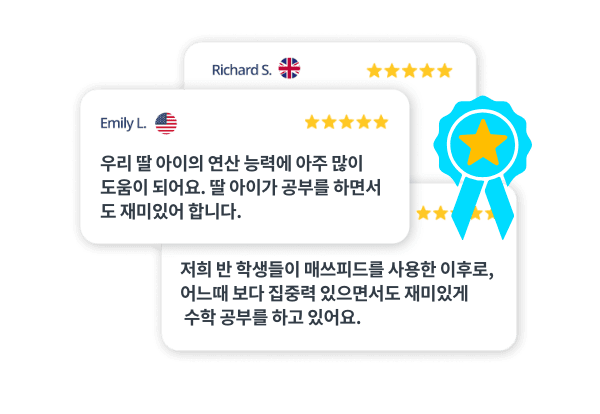 Richard S.
Emily L.
우리 딸 아이의 연산 능력에 아주 많이
도움이 되어요. 딸 아이가 공부를 하면서
도 재미있어 합니다.
저희 반 학생들이 매쓰피드를 사용한 이후로,
어느때 보다 집중력 있으면서도 재미있게
수학 공부를 하고 있어요.